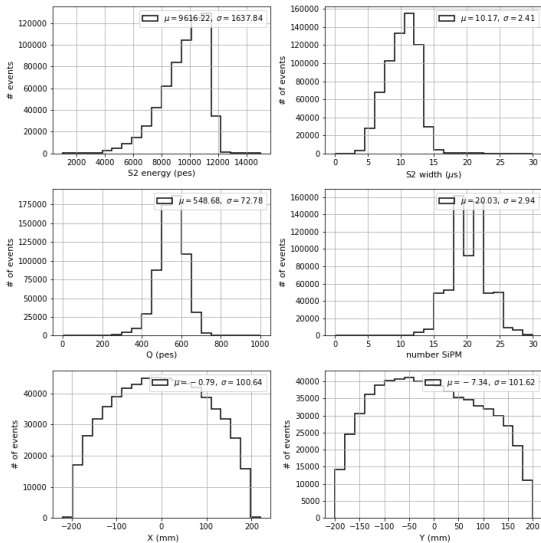 μ=9616.22, σ=1637.84
120000
100000
80000
60000
40000
20000
0
# of events
2000 4000 6000 8000 10000 12000 14000
S2 energy (pes)
μ=10.17, σ=2.41
160000
140000
120000
100000
80000
60000
40000
20000
0
# of events
0 5 10 15 20 25 30
S2 width (μs)
μ=548.68, σ=72.78
175000
150000
125000
100000
75000
50000
25000
0
# of events
0 200 400 600 800 1000
Q (pes)
μ=20.03, σ=2.94
160000
140000
120000
100000
80000
60000
40000
20000
0
# of events
0 5 10 15 20 25 30
number SiPM
μ=−0.79, σ=100.64
40000
30000
20000
10000
0
# of events
−200 −100 0 100 200
X (mm)
μ=−7.34, σ=101.62
40000
35000
30000
25000
20000
15000
10000
5000
0
# of events
−200 −150 −100 −50 0 50 100 150 200
Y (mm)